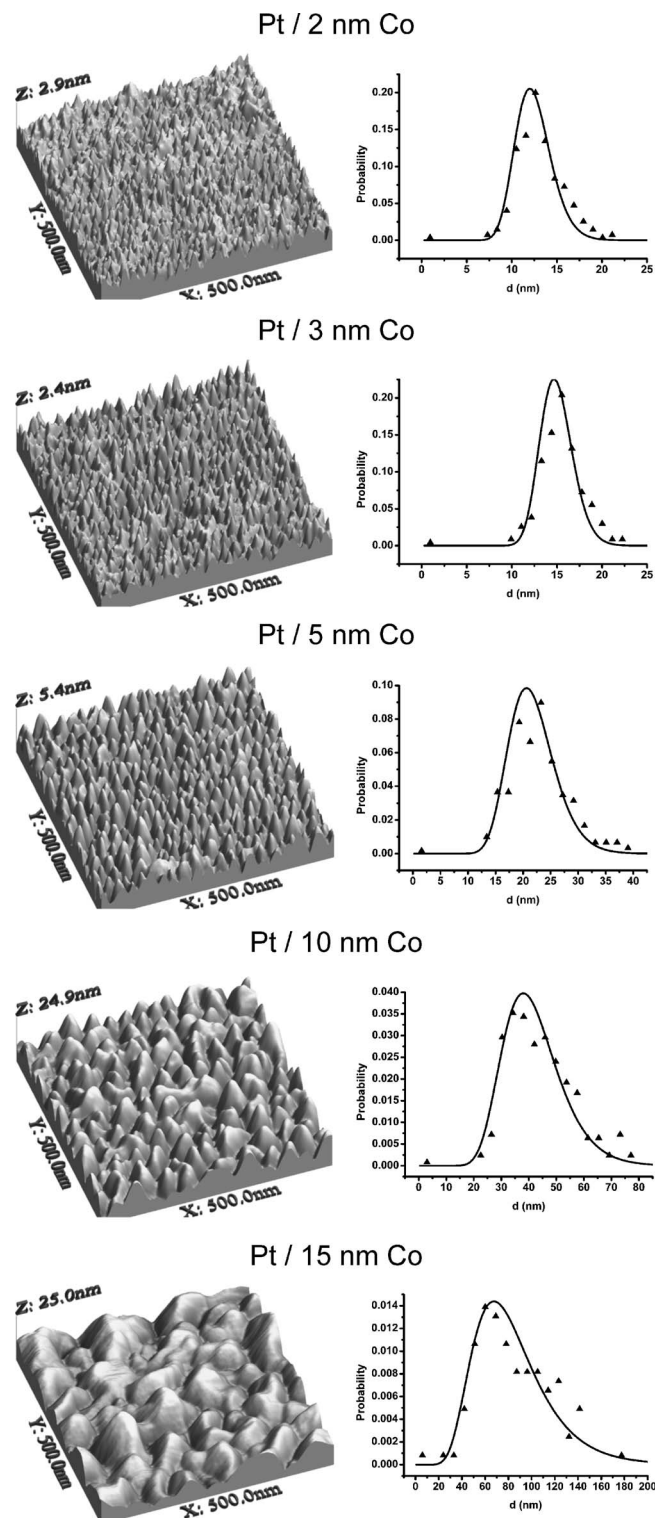 Pt / 2 nm Co
Z: 2.9nm
Y: 500.0nm
X: 500.0nm
0.20
0.15
0.10
0.05
0.00
Probability
0 5 10 15 20 25
d (nm)
Pt / 3 nm Co
Z: 2.4nm
Y: 500.0nm
X: 500.0nm
0.20
0.15
0.10
0.05
0.00
Probability
0 5 10 15 20 25
d (nm)
Pt / 5 nm Co
Z: 5.4nm
Y: 500.0nm
X: 500.0nm
0.10
0.08
0.06
0.04
0.02
0.00
Probability
0 5 10 15 20 25 30 35 40
d (nm)
Pt / 10 nm Co
Z: 24.9nm
Y: 500.0nm
X: 500.0nm
0.040
0.035
0.030
0.025
0.020
0.015
0.010
0.005
0.000
Probability
0 10 20 30 40 50 60 70 80
d (nm)
Pt / 15 nm Co
Z: 25.0nm
Y: 500.0nm
X: 500.0nm
0.014
0.012
0.010
0.008
0.006
0.004
0.002
0.000
Probability
0 20 40 60 80 100 120 140 160 180 200
d (nm)